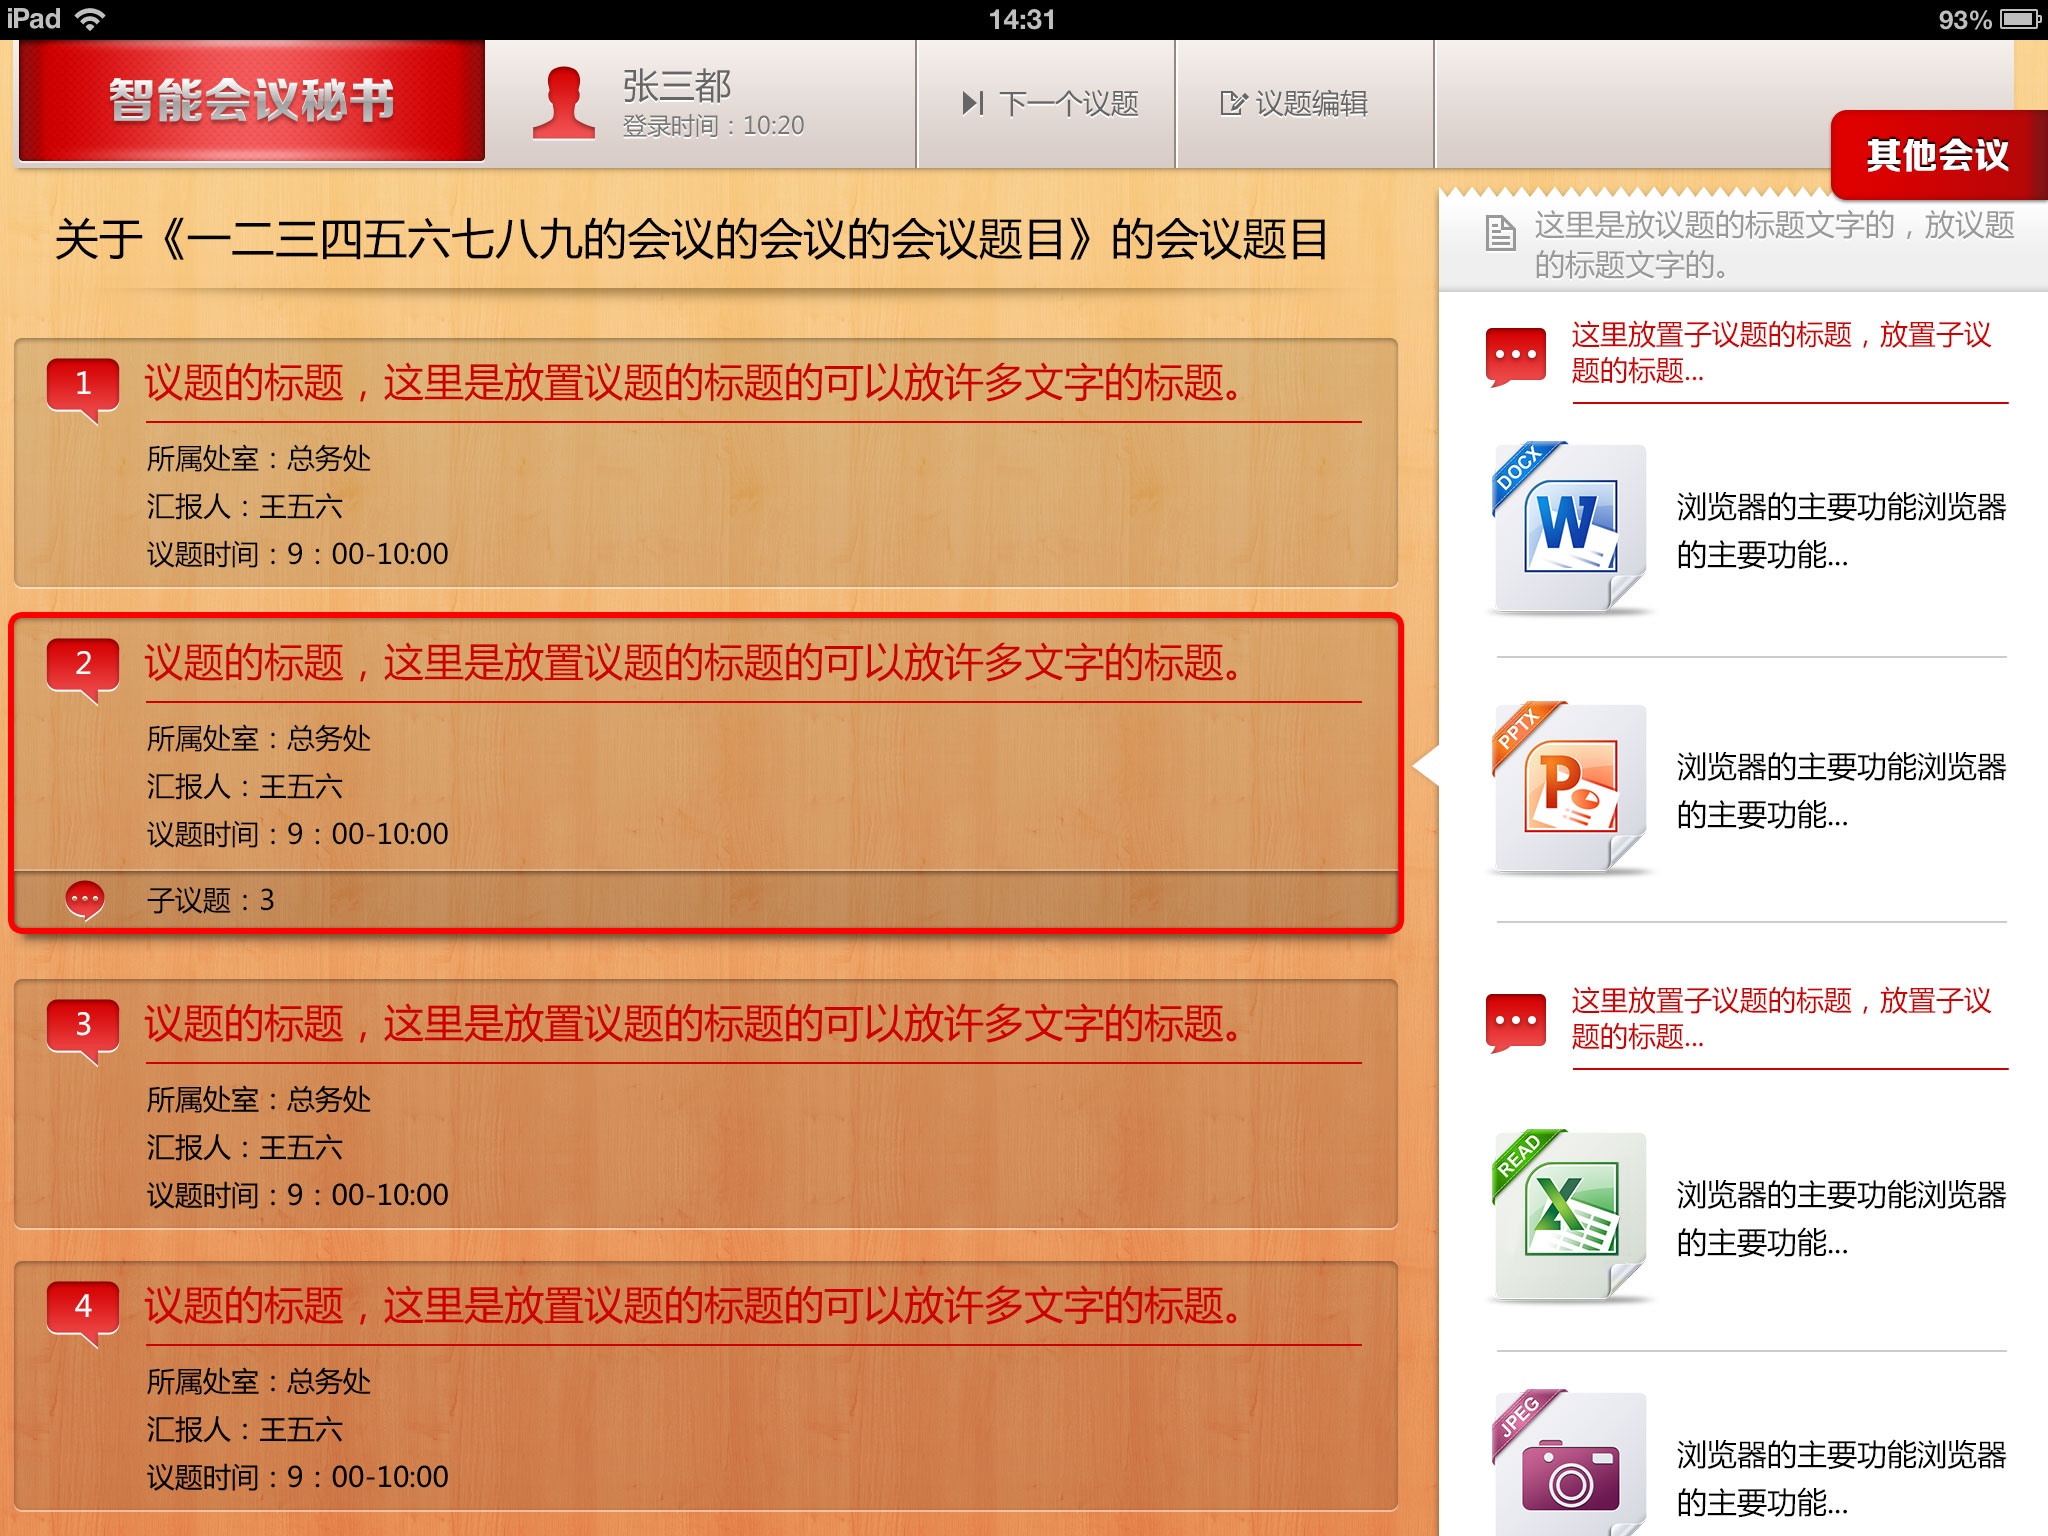 iPad
14:31
93%
智能会议秘书
张三都
登录时间：10:20
下一个议题
议题编辑
其他会议
关于《一二三四五六七八九的会议的会议的会议题目》的会议题目
1
议题的标题，这里是放置议题的标题的可以放许多文字的标题。
所属处室：总务处
汇报人：王五六
议题时间：9：00-10:00
2
议题的标题，这里是放置议题的标题的可以放许多文字的标题。
所属处室：总务处
汇报人：王五六
议题时间：9：00-10:00
子议题：3
3
议题的标题，这里是放置议题的标题的可以放许多文字的标题。
所属处室：总务处
汇报人：王五六
议题时间：9：00-10:00
4
议题的标题，这里是放置议题的标题的可以放许多文字的标题。
所属处室：总务处
汇报人：王五六
议题时间：9：00-10:00
这里是放议题的标题文字的，放议题
的标题文字的。
这里放置子议题的标题，放置子议
题的标题...
DOCX
W
浏览器的主要功能浏览器
的主要功能...
PPTX
P
浏览器的主要功能浏览器
的主要功能...
这里放置子议题的标题，放置子议
题的标题...
READ
X
浏览器的主要功能浏览器
的主要功能...
JPEG
浏览器的主要功能浏览器
的主要功能...